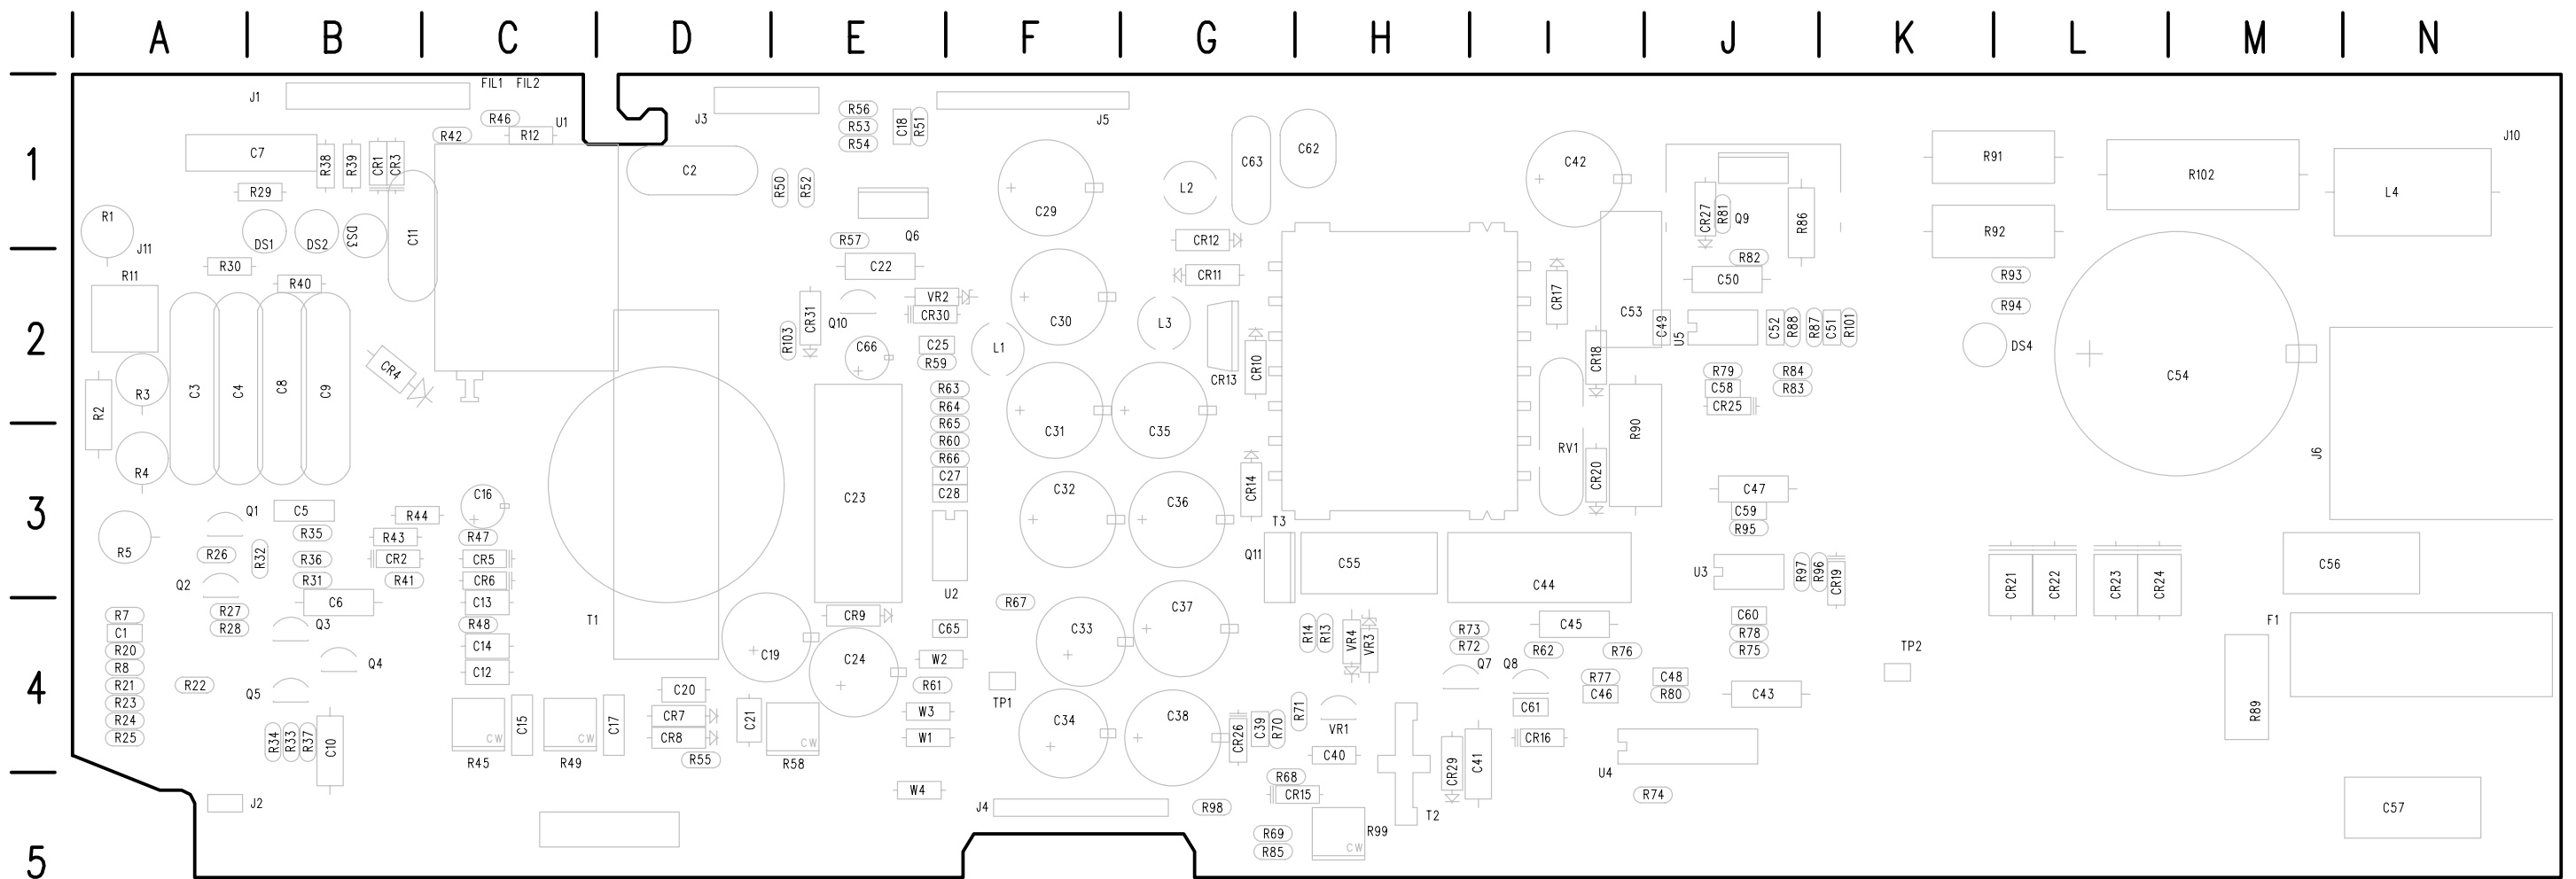 A B C D E F G H I J K L M N
J1 FIL1 FIL2 J3 J5
R56
R46 R53 C18 R51
R42 R12 U1 R54 J10
1 C7 R38 R39 CR1 CR3 C2 C63 C62 C42 R91
R29 R50 R52 L2 R102 L4
R1 C29 CR27 R81 Q9 R86
J11 DS1 DS2 DS3 C11 R57 Q6 CR12 R92
R30 C22 CR11 R82
R11 R40 C50 R93
VR2 CR17 R94
CR31 Q10 CR30 C30 L3 C53
2 R103 C66 C25 L1 C49 U5 C52 R88 R87 C51 R101 DS4
R59 CR10 CR18
CR4 CR13 R79 R84 C54
R3 C3 C4 C8 C9 R63 C58 R83
R2 R64 CR25
R65 C31 C35 R90
R60 RV1 J6
R4 R66
C27 CR14 CR20
C16 C23 C28 C32 C36 C47
3 Q1 C5 R44 T3 C59
R5 R35 R43 R47 R95
R26 R32 R36 CR2 CR5 Q11 C55 C56
Q2 R31 R41 CR6 C44 U3 R97 R96 CR19 CR21 CR22 CR23 CR24
C6 C13 U2 R67 C37
R7 R27 T1 CR9 C60 F1
C1 R28 Q3 R48 C65 C33 R14 R13 VR4 VR3 R73 C45 R78
R20 C14 C19 C24 W2 R72 R62 R76 R75 TP2
R8 Q4 C12 Q7 Q8 R77 C48
4 R21 R22 Q5 C20 R61 C46 R80 C43
R23 TP1 C61
R24 C15 C17 CR7 C21 W3 C34 C38 C39 R70 R71 VR1 R89
R25 R34 R33 R37 C10 CW CW CR8 CW W1 CR26 CR16
R45 R49 R55 R58 C40 CR29 C41 U4
W4 R68
J2 J4 R98 CR15 T2 R74 C57
R69 R99
5 R85 CW